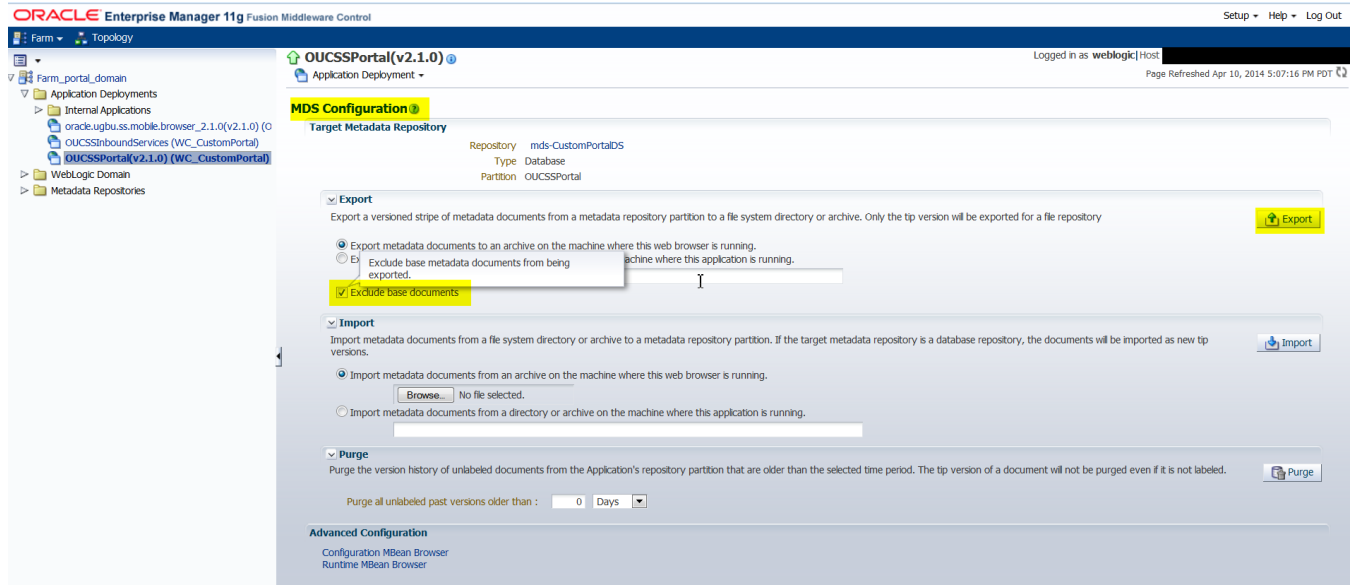 ORACLE Enterprise Manager 11g Fusion Middleware Control
Setup Help Log Out
Farm Topology
Farm_portal_domain
Application Deployments
Internal Applications
oracle.ugbu.ss.mobile.browser_2.1.0(v2.1.0) (O
OUCSSInboundServices (WC_CustomPortal)
OUCSSPortal(v2.1.0) (WC_CustomPortal)
WebLogic Domain
Metadata Repositories
OUCSSPortal(v2.1.0)
Logged in as weblogic|Host
Application Deployment
Page Refreshed Apr 10, 2014 5:07:16 PM PDT
MDS Configuration
Target Metadata Repository
Repository mds-CustomPortalDS
Type Database
Partition OUCSSPortal
Export
Export a versioned stripe of metadata documents from a metadata repository partition to a file system directory or archive. Only the tip version will be exported for a file repository
Export
Export metadata documents to an archive on the machine where this web browser is running.
Ex
achine where this application is running.
Exclude base metadata documents from being
exported.
Exclude base documents
Import
Import metadata documents from a file system directory or archive to a metadata repository partition. If the target metadata repository is a database repository, the documents will be imported as new tip
versions.
Import
Import metadata documents from an archive on the machine where this web browser is running.
Browse... No file selected.
Import metadata documents from a directory or archive on the machine where this application is running.
Purge
Purge the version history of unlabeled documents from the Application's repository partition that are older than the selected time period. The tip version of a document will not be purged even if it is not labeled.
Purge
Purge all unlabeled past versions older than : 0 Days
Advanced Configuration
Configuration MBean Browser
Runtime MBean Browser